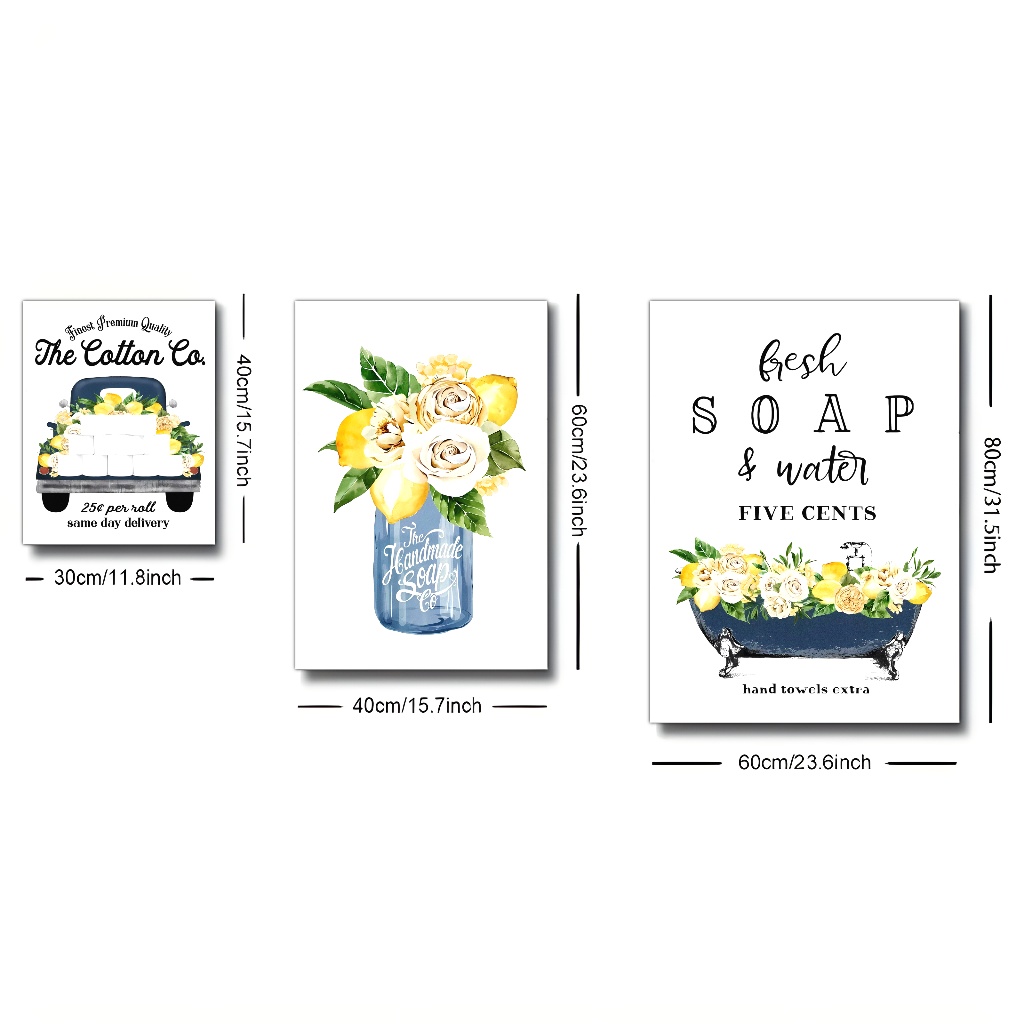 Finest Premium Quality
The Cotton Co.
25¢ per roll
same day delivery
30cm/11.8inch
40cm/15.7inch
The
Handmade
Soap
Co
40cm/15.7inch
60cm/23.6inch
fresh
SOAP
& water
FIVE CENTS
hand towels extra
60cm/23.6inch
80cm/31.5inch